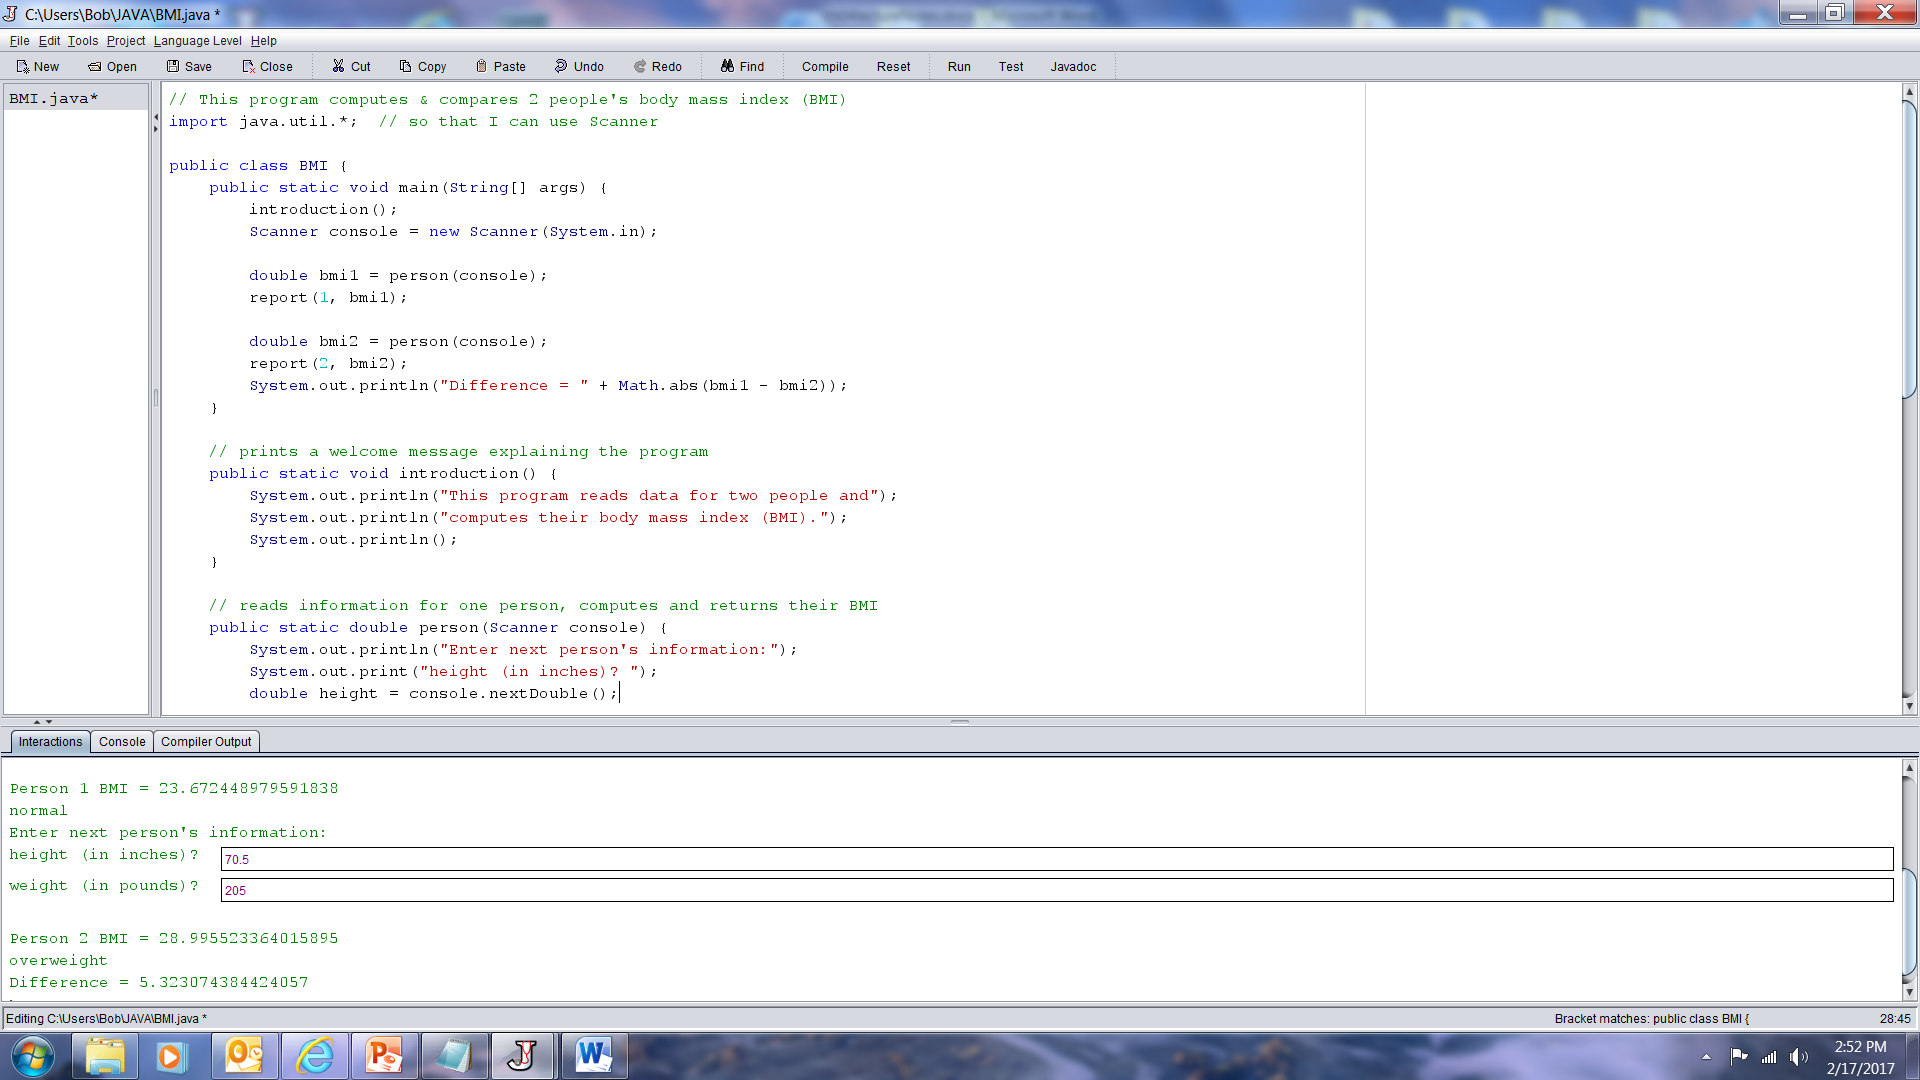 C:\Users\Bob\JAVA\BMI.java *
File Edit Tools Project Language Level Help
New Open Save Close Cut Copy Paste Undo Redo Find Compile Reset Run Test Javadoc
BMI.java*
// This program computes & compares 2 people's body mass index (BMI)
import java.util.*;  // so that I can use Scanner
public class BMI {
    public static void main(String[] args) {
        introduction();
        Scanner console = new Scanner(System.in);
        double bmi1 = person(console);
        report(1, bmi1);
        double bmi2 = person(console);
        report(2, bmi2);
        System.out.println("Difference = " + Math.abs(bmi1 - bmi2));
    }
    // prints a welcome message explaining the program
    public static void introduction() {
        System.out.println("This program reads data for two people and");
        System.out.println("computes their body mass index (BMI).");
        System.out.println();
    }
    // reads information for one person, computes and returns their BMI
    public static double person(Scanner console) {
        System.out.println("Enter next person's information:");
        System.out.print("height (in inches)? ");
        double height = console.nextDouble();
Interactions Console Compiler Output
Person 1 BMI = 23.672448979591838
normal
Enter next person's information:
height (in inches)? 70.5
weight (in pounds)? 205
Person 2 BMI = 28.995523364015895
overweight
Difference = 5.323074384424057
Editing C:\Users\Bob\JAVA\BMI.java * Bracket matches: public class BMI { 28:45
2:52 PM
2/17/2017